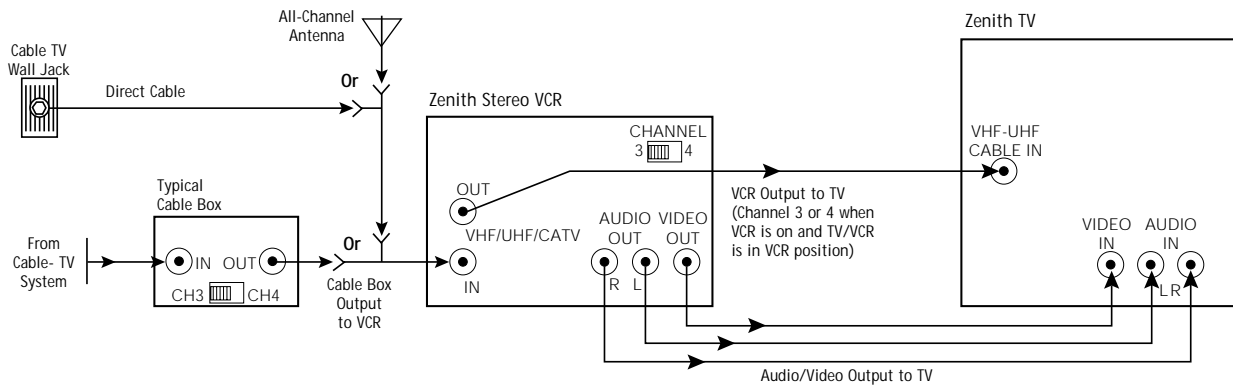 All-Channel
Antenna
Zenith TV
Cable TV
Wall Jack
Or
Direct Cable
Zenith Stereo VCR
CHANNEL
3 4
VHF-UHF
CABLE IN
Typical
Cable Box
OUT
VCR Output to TV
(Channel 3 or 4 when
VCR is on and TV/VCR
is in VCR position)
AUDIO
OUT
VIDEO
OUT
VIDEO
IN
AUDIO
IN
From
Cable- TV
System
IN
OUT
Or
VHF/UHF/CATV
IN
R L
L R
CH3 CH4
Cable Box
Output
to VCR
Audio/Video Output to TV